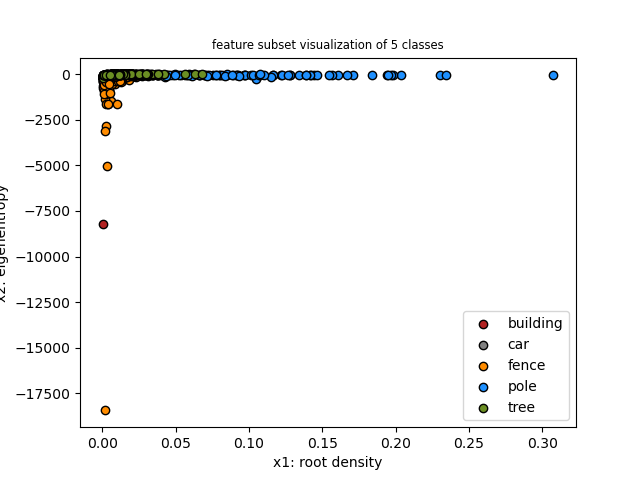 feature subset visualization of 5 classes
0
−2500
−5000
−7500
−10000
−12500
−15000
−17500
x2: eigenentropy
0.00 0.05 0.10 0.15 0.20 0.25 0.30
x1: root density
building
car
fence
pole
tree